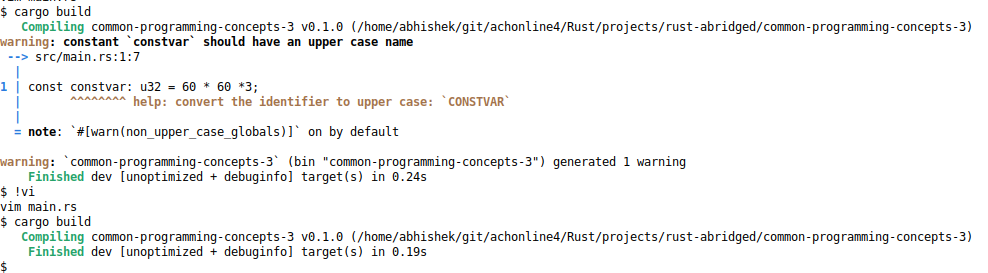 $ cargo build
Compiling common-programming-concepts-3 v0.1.0 (/home/abhishek/git/achonline4/Rust/projects/rust-abridged/common-programming-concepts-3)
warning: constant `constvar` should have an upper case name
--> src/main.rs:1:7
|
1 | const constvar: u32 = 60 * 60 *3;
| ^^^^^^^^ help: convert the identifier to upper case: `CONSTVAR`
|
= note: `#[warn(non_upper_case_globals)]` on by default
warning: `common-programming-concepts-3` (bin "common-programming-concepts-3") generated 1 warning
Finished dev [unoptimized + debuginfo] target(s) in 0.24s
$ !vi
vim main.rs
$ cargo build
Compiling common-programming-concepts-3 v0.1.0 (/home/abhishek/git/achonline4/Rust/projects/rust-abridged/common-programming-concepts-3)
Finished dev [unoptimized + debuginfo] target(s) in 0.19s
$